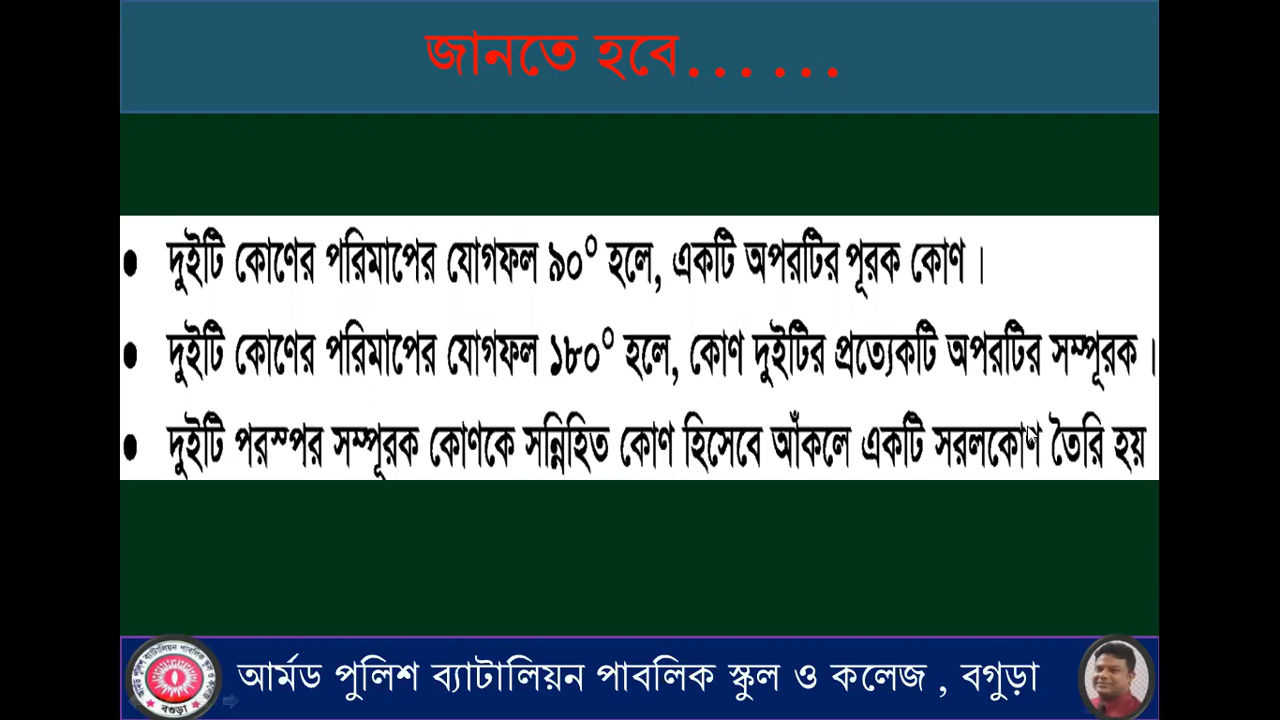 জানতে হবে......
• দুইটি কোণের পরিমাপের যোগফল ৯০° হলে, একটি অপরটির পূরক কোণ।
• দুইটি কোণের পরিমাপের যোগফল ১৮০° হলে, কোণ দুইটির প্রত্যেকটি অপরটির সম্পূরক।
• দুইটি পরস্পর সম্পূরক কোণকে সন্নিহিত কোণ হিসেবে আঁকলে একটি সরলকোণ তৈরি হয়
আর্মড পুলিশ ব্যাটালিয়ন পাবলিক স্কুল ও কলেজ , বগুড়া
বগুড়া